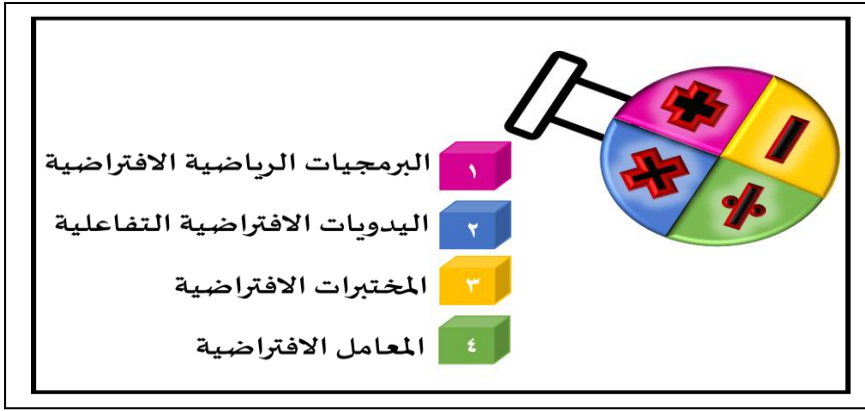 ١ البرمجيات الرياضية الافتراضية
٢ اليدويات الافتراضية التفاعلية
٣ المختبرات الافتراضية
٤ المعامل الافتراضية
+
−
×
÷